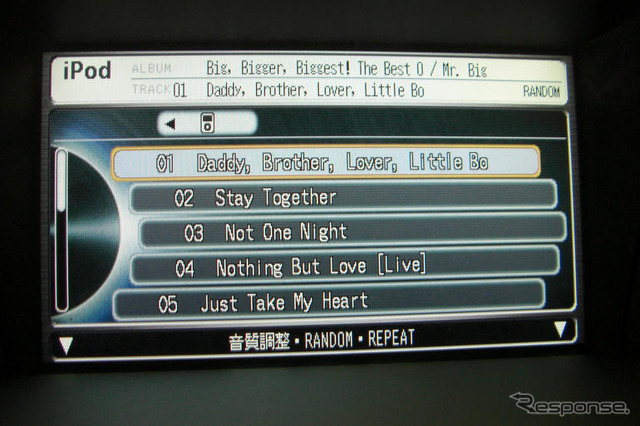 iPod ALBUM Big, Bigger, Biggest! The Best O / Mr. Big
TRACK 01 Daddy, Brother, Lover, Little Bo RANDOM
01 Daddy, Brother, Lover, Little Bo
02 Stay Together
03 Not One Night
04 Nothing But Love [Live]
05 Just Take My Heart
音質調整・RANDOM・REPEAT
Response.